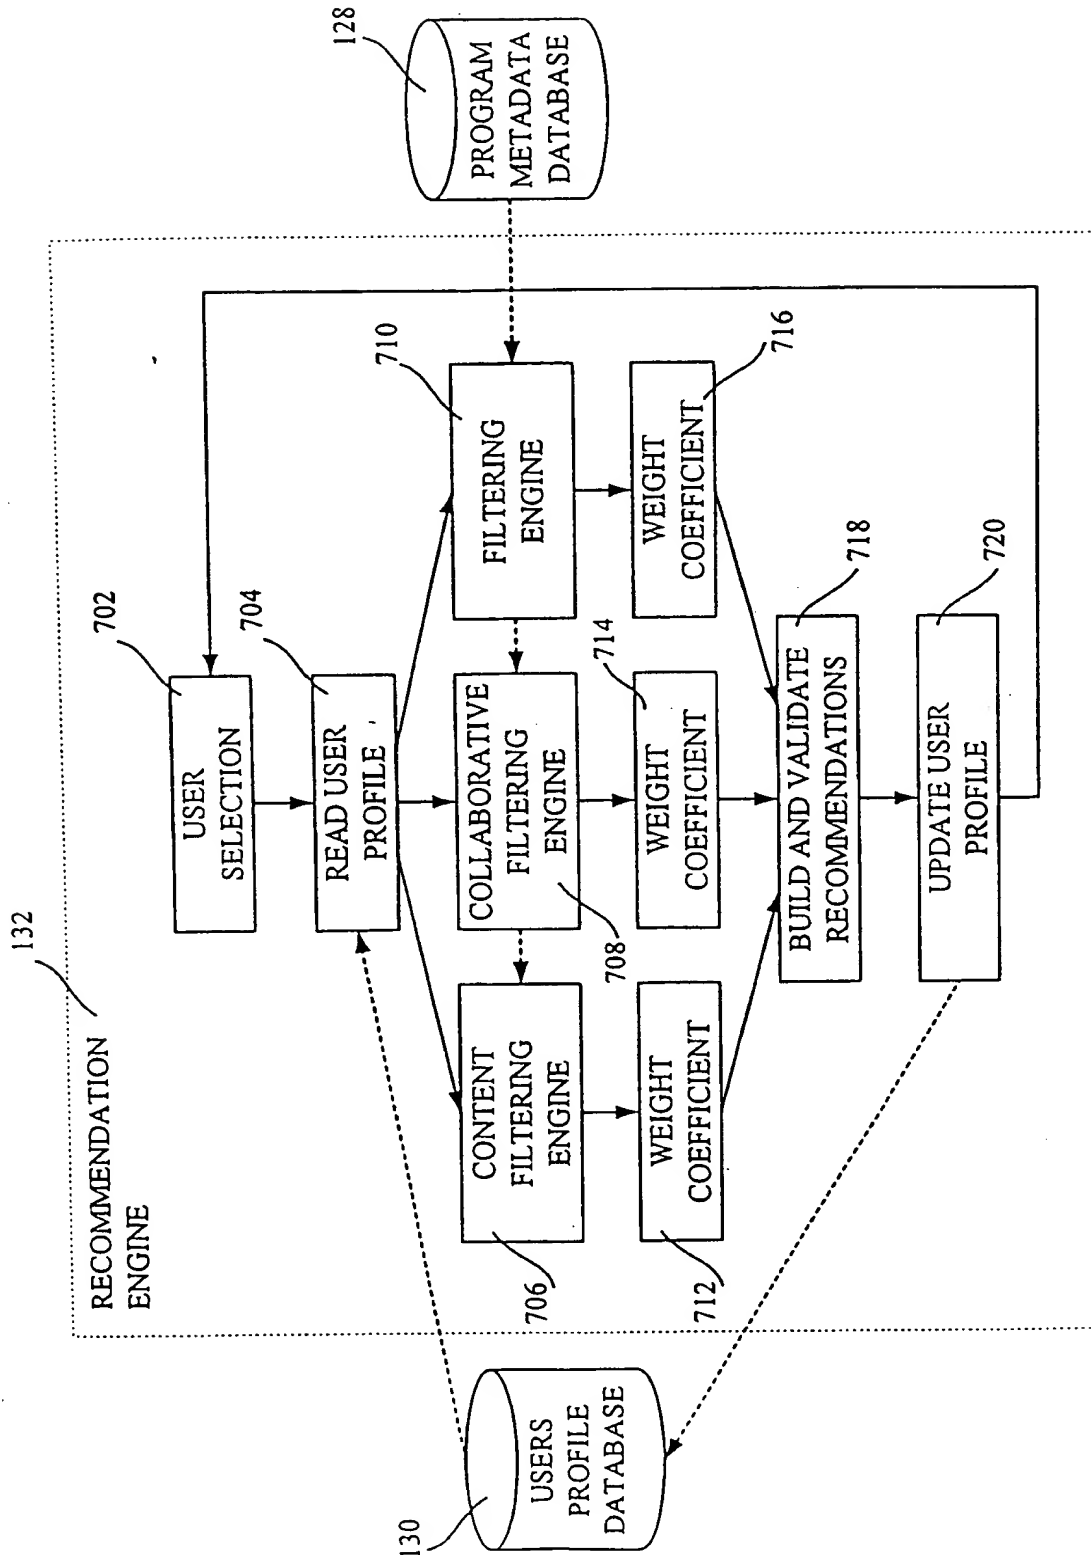 RECOMMENDATION
ENGINE
132
USER
SELECTION
702
READ USER
PROFILE
704
CONTENT
FILTERING
ENGINE
706
COLLABORATIVE
FILTERING
ENGINE
708
FILTERING
ENGINE
710
WEIGHT
COEFFICIENT
712
WEIGHT
COEFFICIENT
714
WEIGHT
COEFFICIENT
716
BUILD AND VALIDATE
RECOMMENDATIONS
718
UPDATE USER
PROFILE
720
USERS
PROFILE
DATABASE
130
PROGRAM
METADATA
DATABASE
128